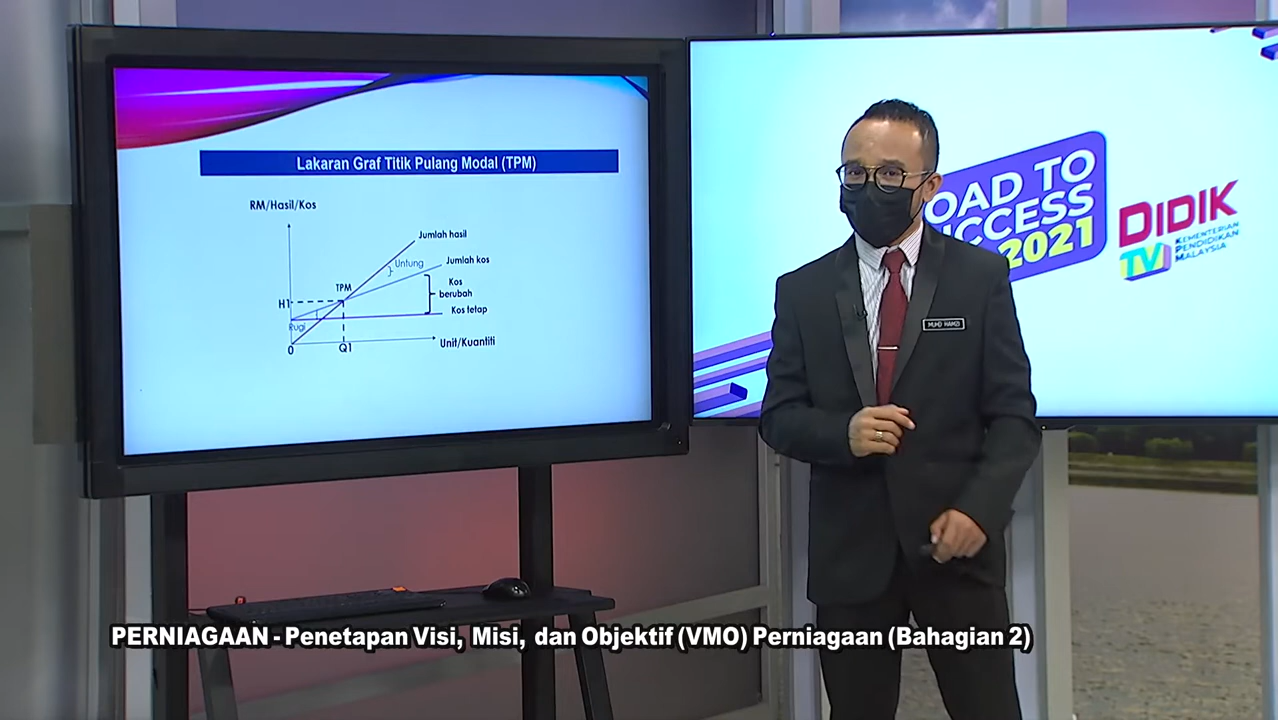 Lakaran Graf Titik Pulang Modal (TPM)
RM/Hasil/Kos
Jumlah hasil
Untung
Jumlah kos
TPM
Kos
berubah
H1
Kos tetap
Rugi
0
Q1
Unit/Kuantiti
OAD TO
2021
DIDIK
TV
KEMENTERIAN
PENDIDIKAN
MALAYSIA
MUHD HAMZI
PERNIAGAAN - Penetapan Visi, Misi, dan Objektif (VMO) Perniagaan (Bahagian 2)